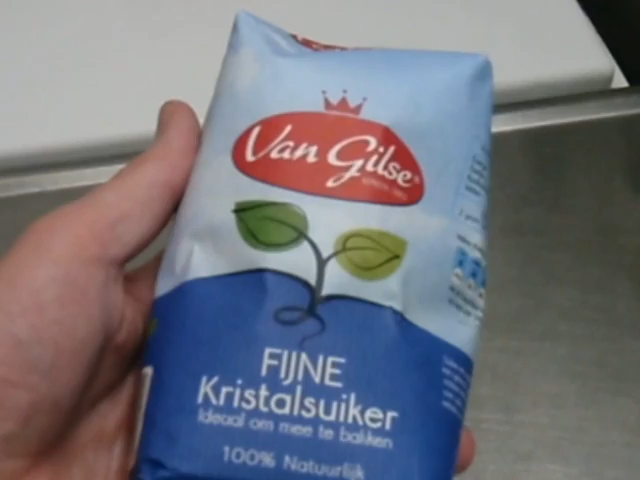 Van Gilse
FIJNE
Kristalsuiker
Ideaal om mee te bakken
100% Natuurlijk